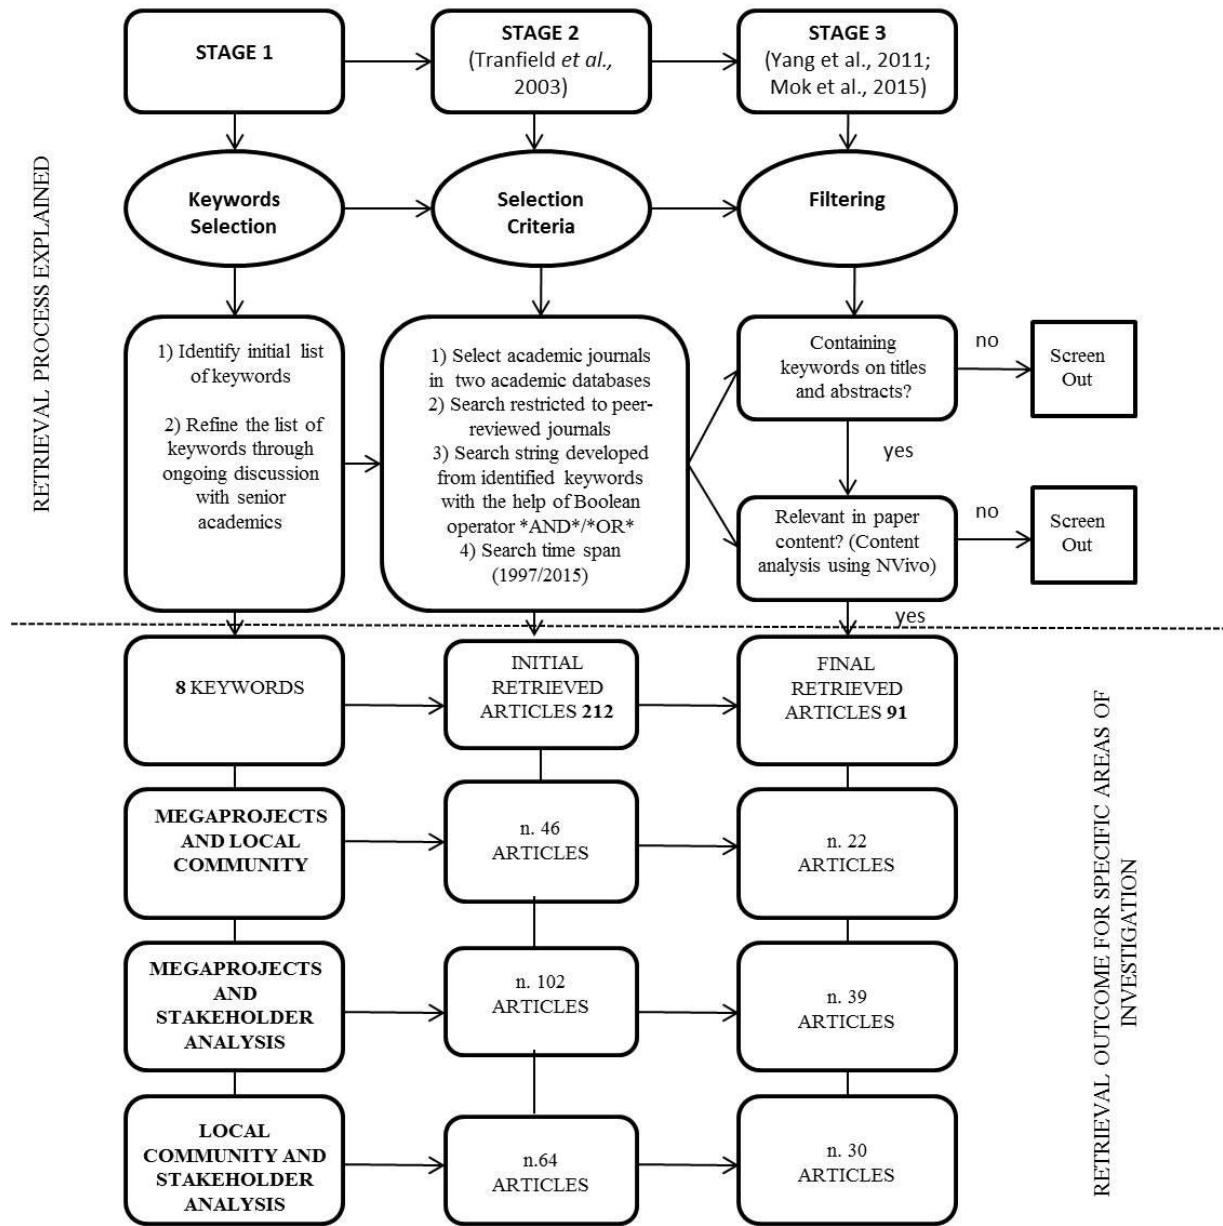 STAGE 1
STAGE 2
(Tranfield et al.,
2003)
STAGE 3
(Yang et al., 2011;
Mok et al., 2015)
RETRIEVAL PROCESS EXPLAINED
Keywords
Selection
Selection
Criteria
Filtering
1) Identify initial list
of keywords
2) Refine the list of
keywords through
ongoing discussion
with senior
academics
1) Select academic journals
in two academic databases
2) Search restricted to peer-
reviewed journals
3) Search string developed
from identified keywords
with the help of Boolean
operator *AND*/*OR*
4) Search time span
(1997/2015)
Containing
keywords on titles
and abstracts?
no
Screen
Out
yes
Relevant in paper
content? (Content
analysis using NVivo)
no
Screen
Out
yes
8 KEYWORDS
INITIAL
RETRIEVED
ARTICLES 212
FINAL
RETRIEVED
ARTICLES 91
RETRIEVAL OUTCOME FOR SPECIFIC AREAS OF
INVESTIGATION
MEGAPROJECTS
AND LOCAL
COMMUNITY
n. 46
ARTICLES
n. 22
ARTICLES
MEGAPROJECTS
AND
STAKEHOLDER
ANALYSIS
n. 102
ARTICLES
n. 39
ARTICLES
LOCAL
COMMUNITY AND
STAKEHOLDER
ANALYSIS
n.64
ARTICLES
n. 30
ARTICLES